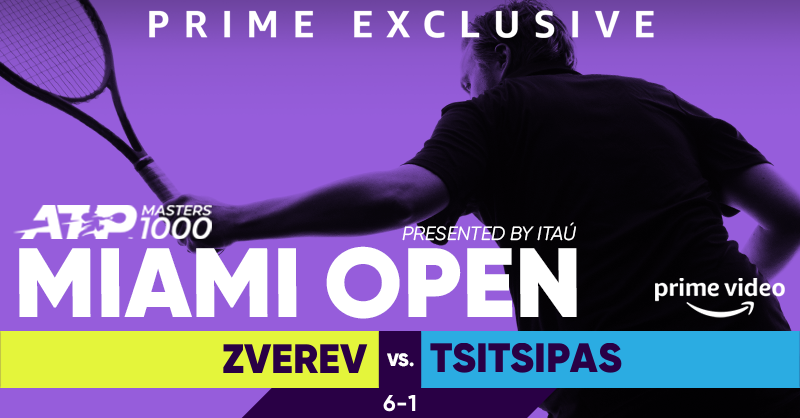 PRIME EXCLUSIVE
ATP MASTERS 1000
PRESENTED BY ITAÚ
MIAMI OPEN
prime video
ZVEREV vs. TSITSIPAS
6-1